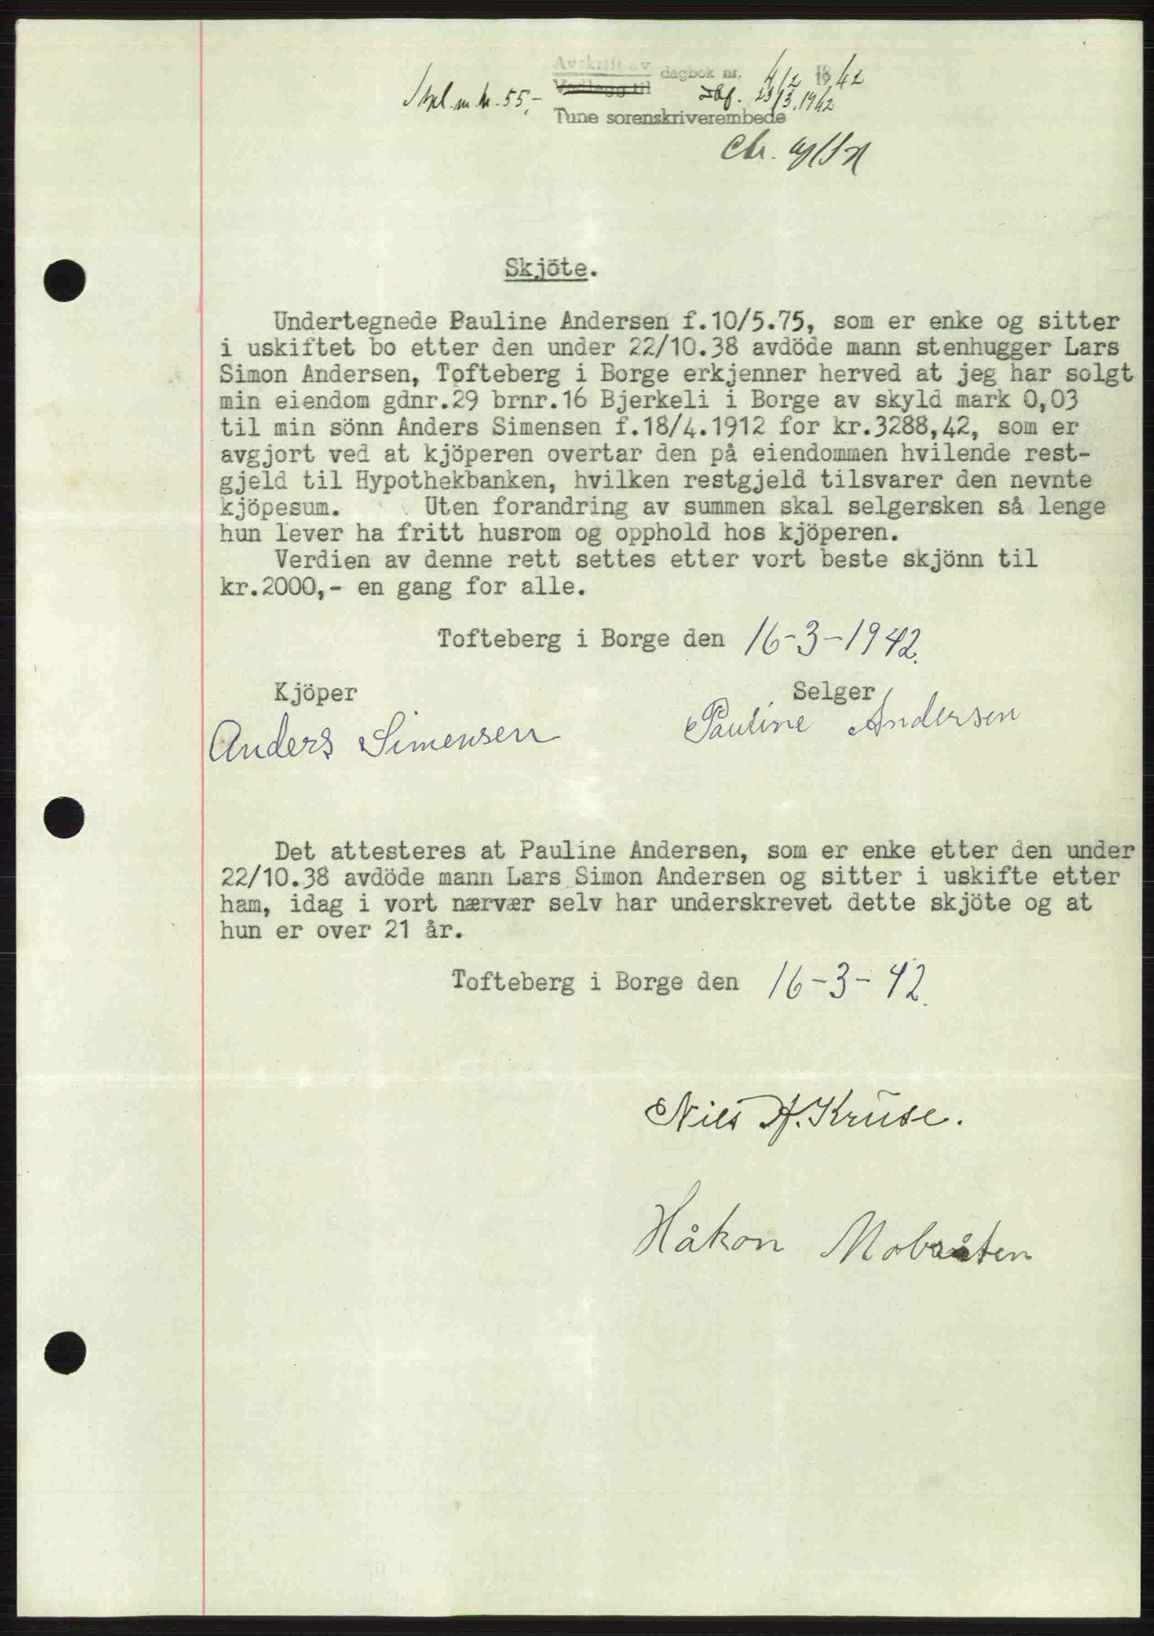 Avskrift av
Vedlegg til
dagbok nr. 412 1942
Dbf. 23/3.1942
Stpl.m.kr.55,-
Tune sorenskriverembede
Skjöte.
Undertegnede Pauline Andersen f.10/5.75, som er enke og sitter
i uskiftet bo etter den under 22/10.38 avdöde mann stenhugger Lars
Simon Andersen, Tofteberg i Borge erkjenner herved at jeg har solgt
min eiendom gdnr.29 brnr.16 Bjerkeli i Borge av skyld mark 0,03
til min sönn Anders Simensen f.18/4.1912 for kr.3288,42, som er
avgjort ved at kjöperen overtar den på eiendommen hvilende rest-
gjeld til Hypothekbanken, hvilken restgjeld tilsvarer den nevnte
kjöpesum. Uten forandring av summen skal selgersken så lenge
hun lever ha fritt husrom og opphold hos kjöperen.
Verdien av denne rett settes etter vort beste skjönn til
kr.2000,- en gang for alle.
Tofteberg i Borge den 16-3-1942.
Kjöper Selger
Anders Simensen Pauline Andersen
Det attesteres at Pauline Andersen, som er enke etter den under
22/10.38 avdöde mann Lars Simon Andersen og sitter i uskifte etter
ham, idag i vort nærvær selv har underskrevet dette skjöte og at
hun er over 21 år.
Tofteberg i Borge den 16-3-42.
Nils A. Kruse.
Håkon Mobråten